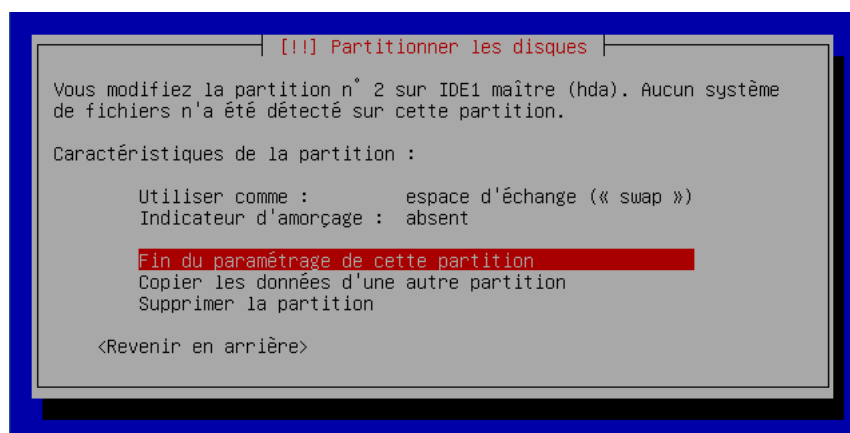 [!!] Partitionner les disques
Vous modifiez la partition n° 2 sur IDE1 maître (hda). Aucun système
de fichiers n'a été détecté sur cette partition.
Caractéristiques de la partition :
Utiliser comme : espace d'échange (« swap »)
Indicateur d'amorçage : absent
Fin du paramétrage de cette partition
Copier les données d'une autre partition
Supprimer la partition
<Revenir en arrière>